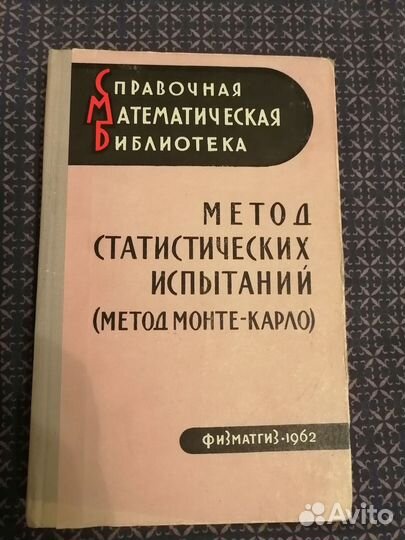 СПРАВОЧНАЯ
МАТЕМАТИЧЕСКАЯ
БИБЛИОТЕКА
МЕТОД
СТАТИСТИЧЕСКИХ
ИСПЫТАНИЙ
(МЕТОД МОНТЕ-КАРЛО)
ФИЗМАТГИЗ·1962
Avito